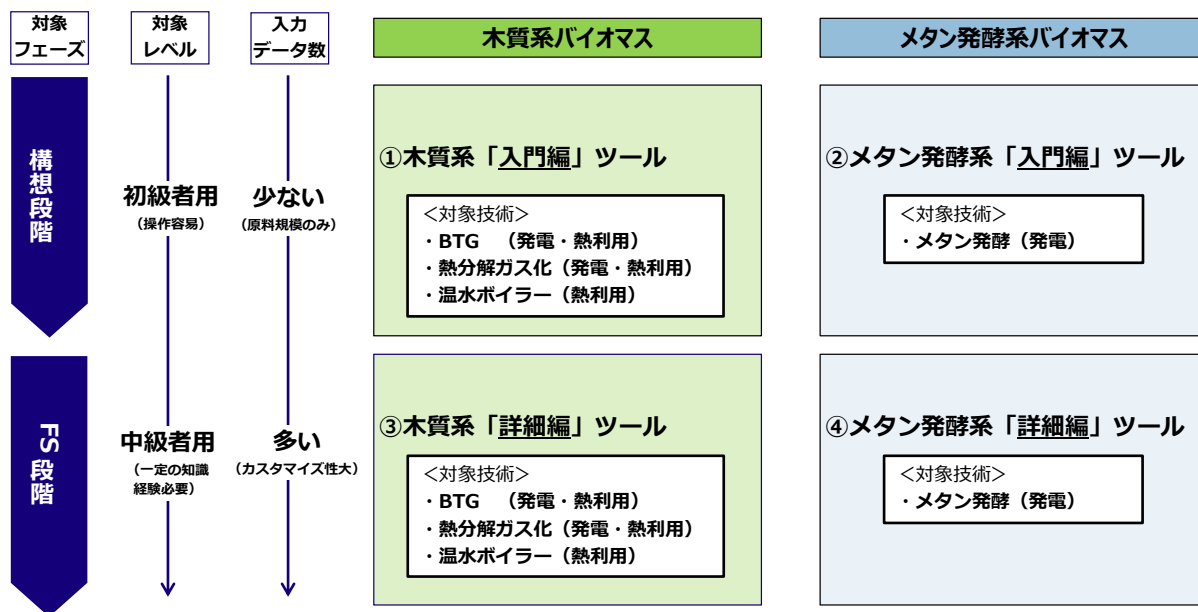 対象
フェーズ
対象
レベル
入力
データ数
木質系バイオマス
メタン発酵系バイオマス
構想段階
初級者用
(操作容易)
少ない
(原料規模のみ)
①木質系「入門編」ツール
＜対象技術＞
・BTG　（発電・熱利用）
・熱分解ガス化（発電・熱利用）
・温水ボイラー（熱利用）
②メタン発酵系「入門編」ツール
＜対象技術＞
・メタン発酵（発電）
FS段階
中級者用
(一定の知識
経験必要)
多い
(カスタマイズ性大)
③木質系「詳細編」ツール
＜対象技術＞
・BTG　（発電・熱利用）
・熱分解ガス化（発電・熱利用）
・温水ボイラー（熱利用）
④メタン発酵系「詳細編」ツール
＜対象技術＞
・メタン発酵（発電）